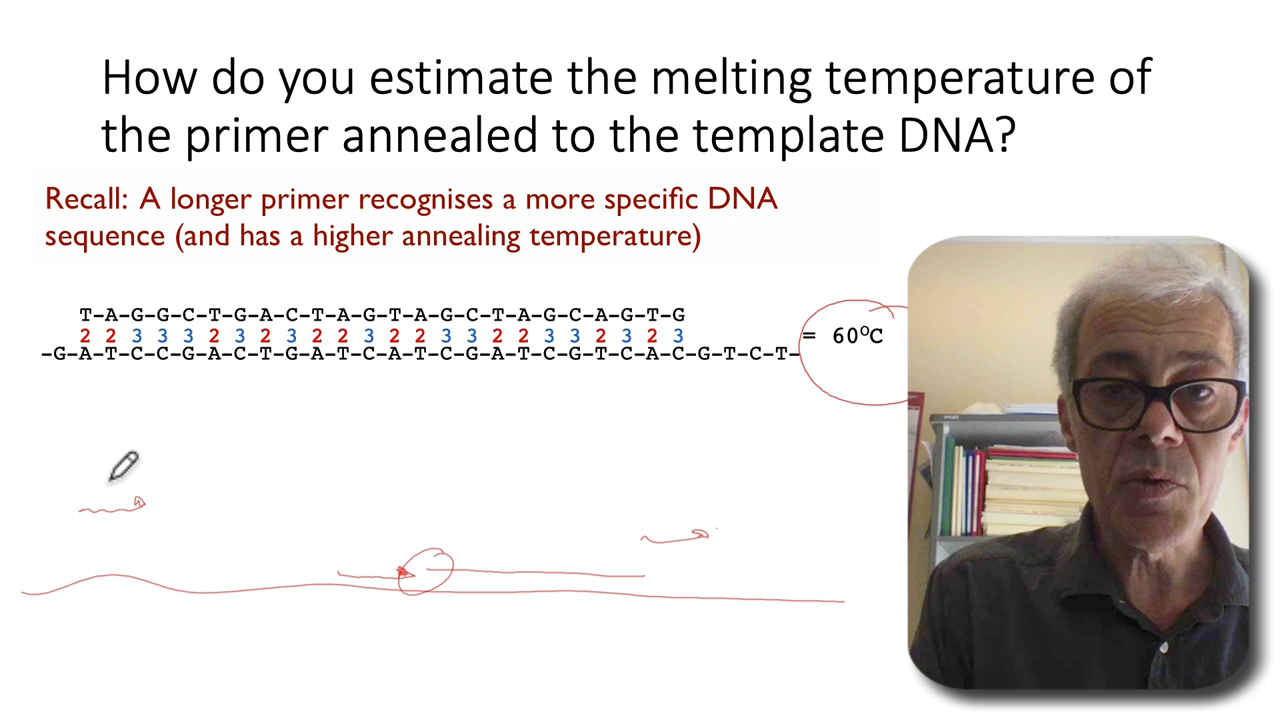 How do you estimate the melting temperature of
the primer annealed to the template DNA?
Recall: A longer primer recognises a more specific DNA
sequence (and has a higher annealing temperature)
T-A-G-G-C-T-G-A-C-T-A-G-T-A-G-C-T-A-G-C-A-G-T-G
2 2 3 3 3 2 3 2 3 2 2 3 2 2 3 3 2 2 3 3 2 3 2 3 = 60°C
-G-A-T-C-C-G-A-C-T-G-A-T-C-A-T-C-G-A-T-C-G-T-C-A-C-G-T-C-T-